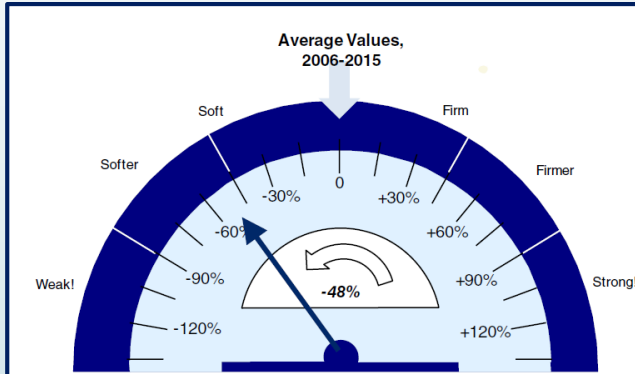 Average Values,
2006-2015
Soft
Firm
Softer
Firmer
-30%
0
+30%
-60%
+60%
Weak!
-90%
-48%
+90%
Strong!
-120%
+120%